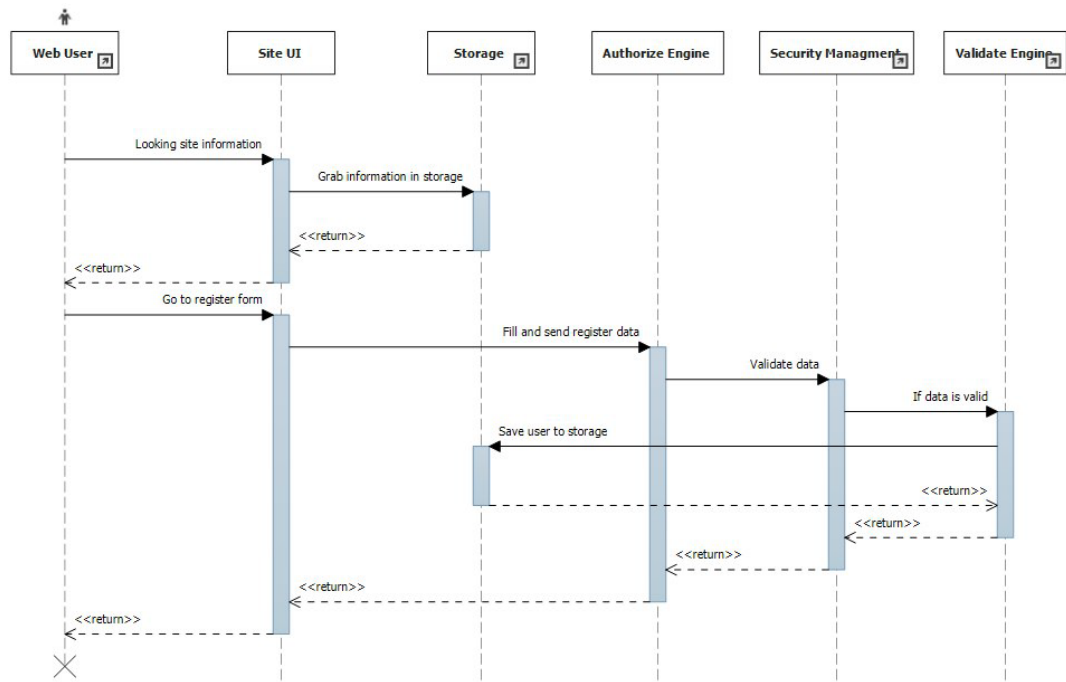 Web User
Site UI
Storage
Authorize Engine
Security Managment
Validate Engine
Looking site information
Grab information in storage
<<return>>
<<return>>
Go to register form
Fill and send register data
Validate data
If data is valid
Save user to storage
<<return>>
<<return>>
<<return>>
<<return>>
<<return>>